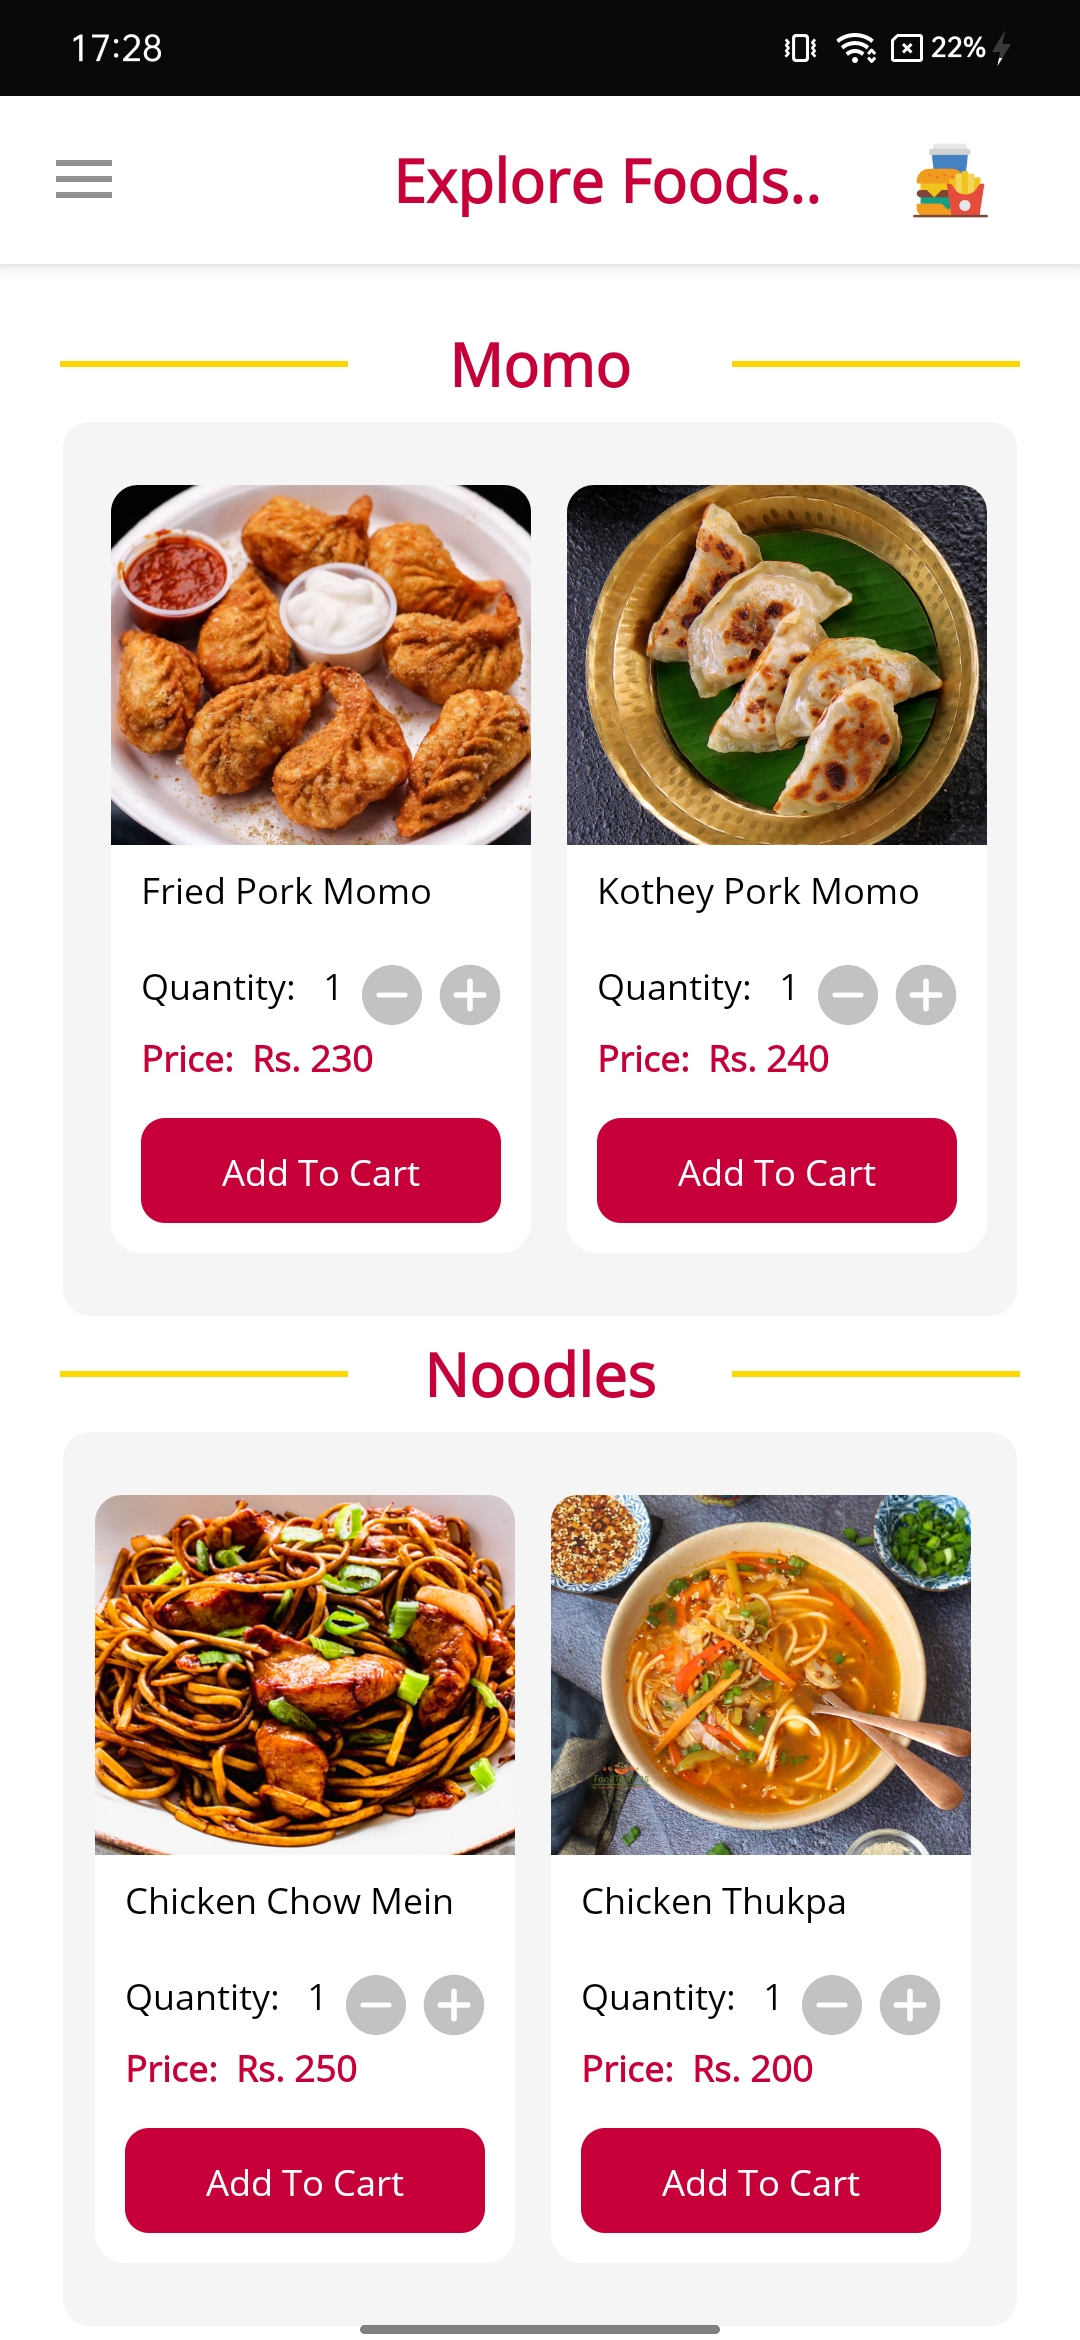 17:28
22%
Explore Foods..
Momo
Fried Pork Momo
Quantity: 1
Price: Rs. 230
Add To Cart
Kothey Pork Momo
Quantity: 1
Price: Rs. 240
Add To Cart
Noodles
Chicken Chow Mein
Quantity: 1
Price: Rs. 250
Add To Cart
Chicken Thukpa
Quantity: 1
Price: Rs. 200
Add To Cart